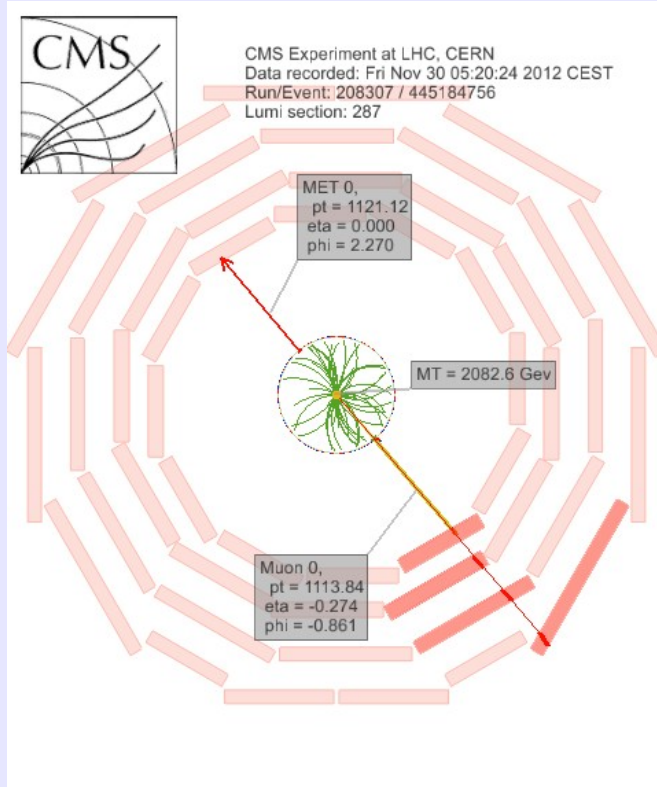 CMS
CMS Experiment at LHC, CERN
Data recorded: Fri Nov 30 05:20:24 2012 CEST
Run/Event: 208307 / 445184756
Lumi section: 287
MET 0,
pt = 1121.12
eta = 0.000
phi = 2.270
MT = 2082.6 Gev
Muon 0,
pt = 1113.84
eta = -0.274
phi = -0.861